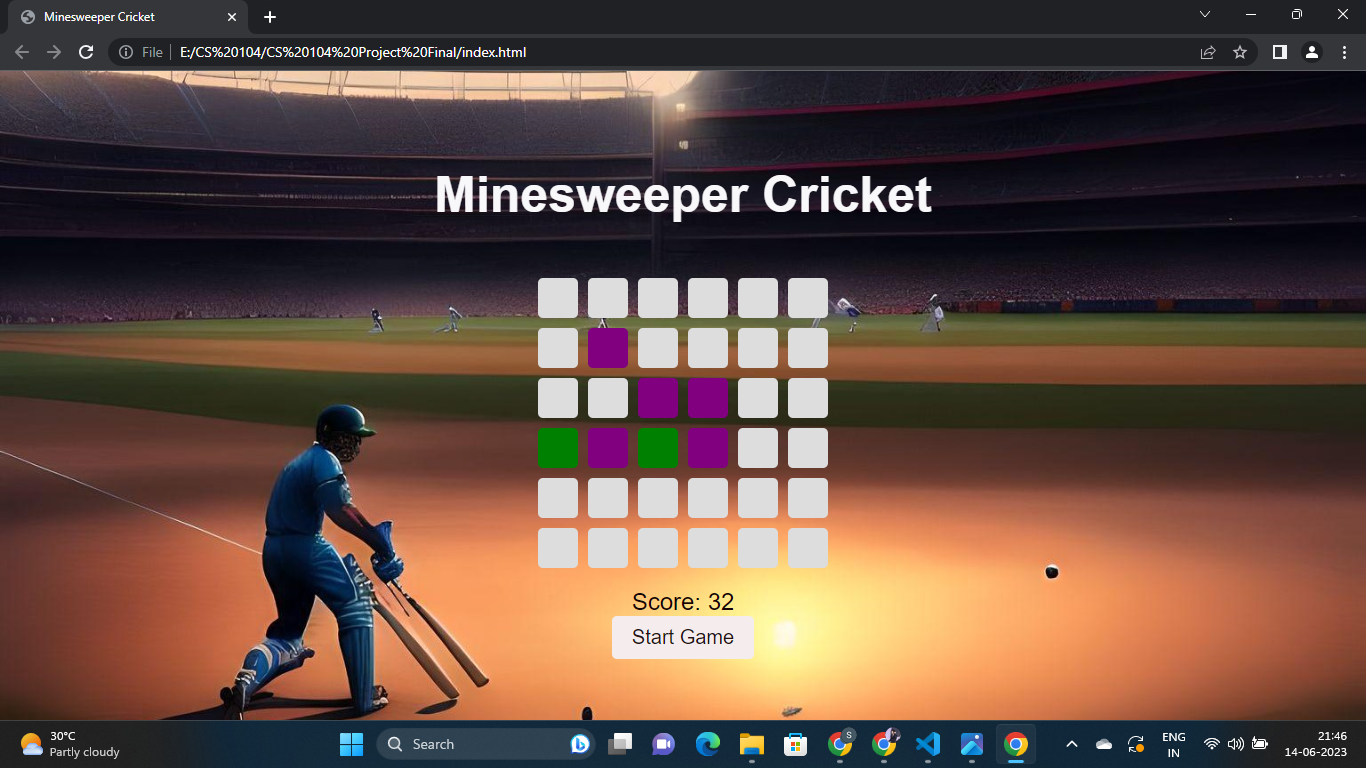 Minesweeper Cricket
File E:/CS%20104/CS%20104%20Project%20Final/index.html
Minesweeper Cricket
Score: 32
Start Game
30°C
Partly cloudy
Search
S
ENG
IN
21:46
14-06-2023